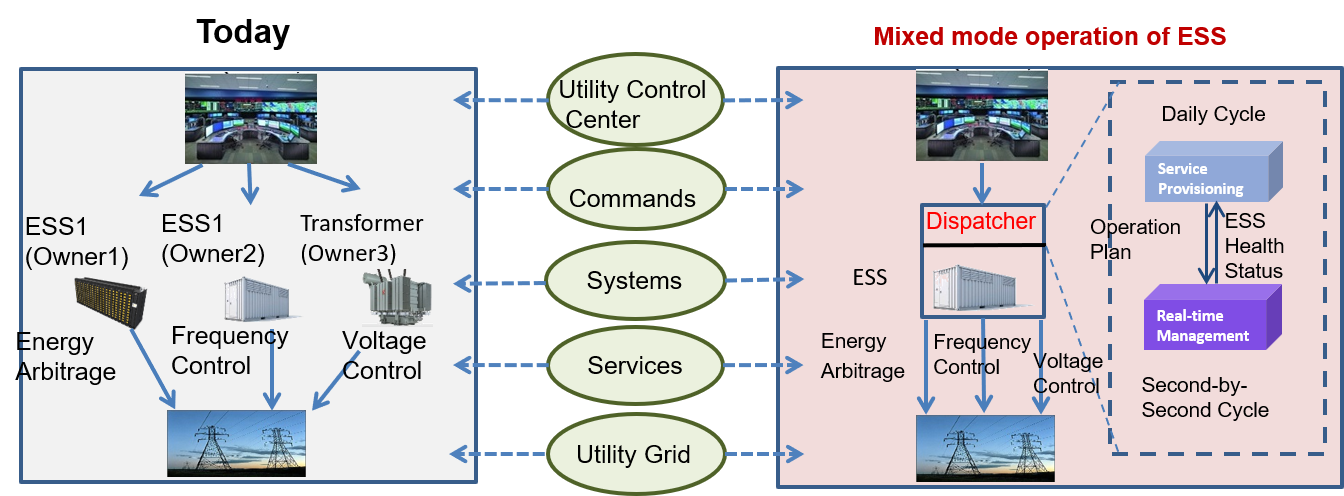 Today
Mixed mode operation of ESS
Utility Control
Center
Commands
Systems
Services
Utility Grid
ESS1
(Owner1)
ESS1
(Owner2)
Transformer
(Owner3)
Energy
Arbitrage
Frequency
Control
Voltage
Control
Dispatcher
ESS
Energy
Arbitrage
Frequency
Control
Voltage
Control
Daily Cycle
Service
Provisioning
Operation
Plan
ESS
Health
Status
Real-time
Management
Second-by-
Second Cycle